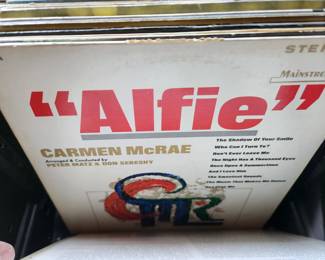 STE
MAINSTRE
"Alfie"
CARMEN McRAE
Arranged & Conducted by
PETER MATZ & DON SEBESKY
The Shadow Of Your Smile
Who Can I Turn To?
Don't Ever Leave Me
The Night Has A Thousand Eyes
Once Upon A Summertime
And I Love Him
The Sweetest Sounds
The Music That Makes Me Dance